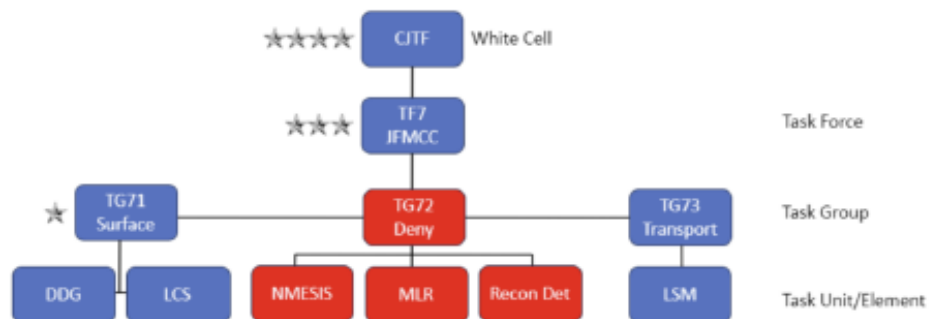 CJTF
White Cell
TF7
JFMCC
Task Force
TG71
Surface
TG72
Deny
TG73
Transport
Task Group
DDG
LCS
NMESIS
MLR
Recon Det
LSM
Task Unit/Element